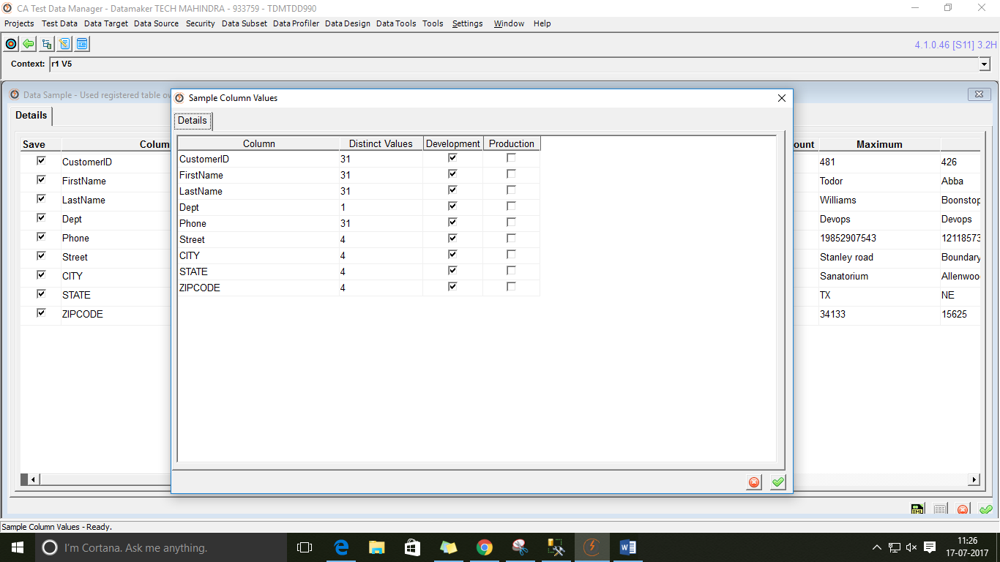 CA Test Data Manager - Datamaker TECH MAHINDRA - 933759 - TDMTDD990
Projects Test Data Data Target Data Source Security Data Subset Data Profiler Data Design Data Tools Tools Settings Window Help
4.1.0.46 [S11] 3.2H
Context: r1 V5
Data Sample - Used registered table ow
Sample Column Values
Details
Details
Save Colum
Column Distinct Values Development Production
ount Maximum
CustomerID
CustomerID 31
481 426
FirstName
FirstName 31
Todor Abba
LastName
LastName 31
Williams Boonstop
Dept
Dept 1
Devops Devops
Phone
Phone 31
19852907543 12118573
Street
Street 4
Stanley road Boundary
CITY
CITY 4
Sanatorium Allenwoo
STATE
STATE 4
TX NE
ZIPCODE
ZIPCODE 4
34133 15625
XML
Sample Column Values - Ready.
I'm Cortana. Ask me anything.
11:26
17-07-2017